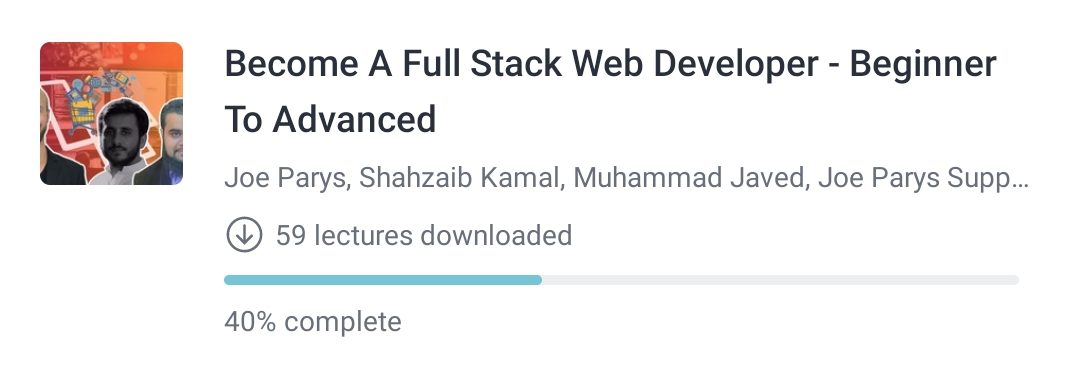 Become A Full Stack Web Developer - Beginner
To Advanced
Joe Parys, Shahzaib Kamal, Muhammad Javed, Joe Parys Supp...
59 lectures downloaded
40% complete